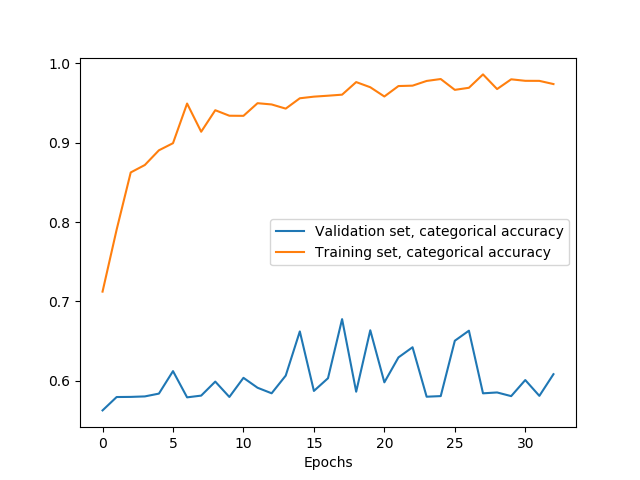 1.0
0.9
0.8
0.7
0.6
Validation set, categorical accuracy
Training set, categorical accuracy
0 5 10 15 20 25 30
Epochs